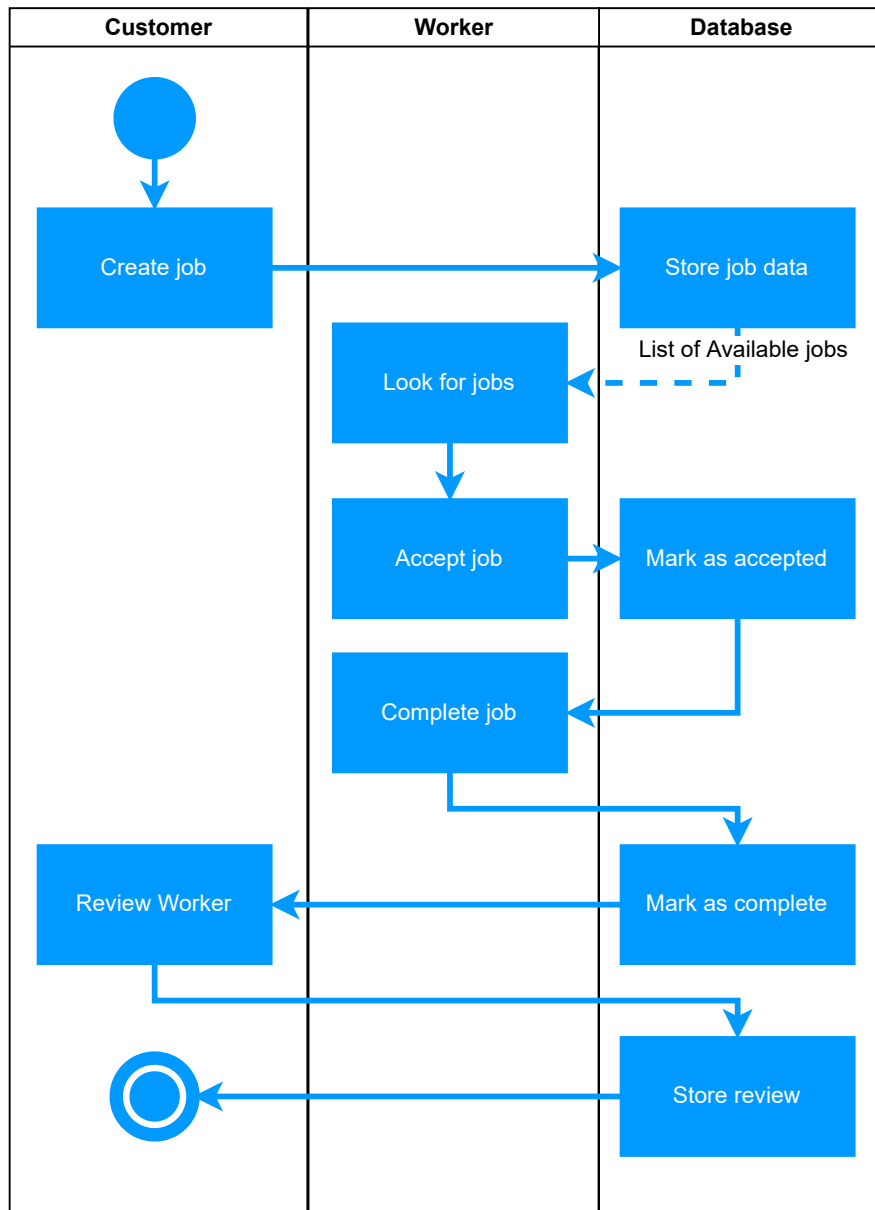 Customer
Worker
Database
Create job
Store job data
List of Available jobs
Look for jobs
Accept job
Mark as accepted
Complete job
Review Worker
Mark as complete
Store review